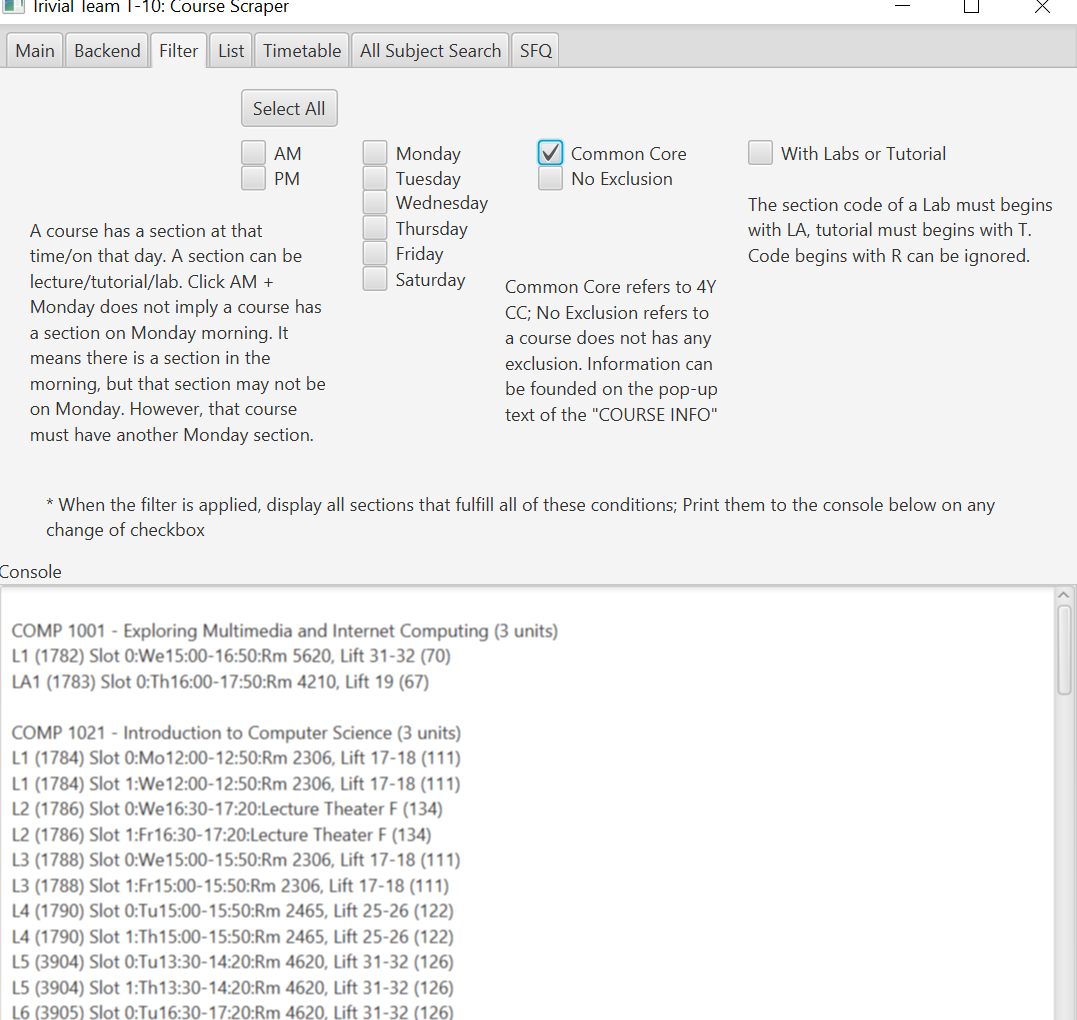 Trivial Team T-10: Course Scraper
Main Backend Filter List Timetable All Subject Search SFQ
Select All
AM
PM
Monday
Tuesday
Wednesday
Thursday
Friday
Saturday
Common Core
No Exclusion
With Labs or Tutorial
A course has a section at that
time/on that day. A section can be
lecture/tutorial/lab. Click AM +
Monday does not imply a course has
a section on Monday morning. It
means there is a section in the
morning, but that section may not be
on Monday. However, that course
must have another Monday section.
Common Core refers to 4Y
CC; No Exclusion refers to
a course does not has any
exclusion. Information can
be founded on the pop-up
text of the "COURSE INFO"
The section code of a Lab must begins
with LA, tutorial must begins with T.
Code begins with R can be ignored.
* When the filter is applied, display all sections that fulfill all of these conditions; Print them to the console below on any
change of checkbox
Console
COMP 1001 - Exploring Multimedia and Internet Computing (3 units)
L1 (1782) Slot 0:We15:00-16:50:Rm 5620, Lift 31-32 (70)
LA1 (1783) Slot 0:Th16:00-17:50:Rm 4210, Lift 19 (67)
COMP 1021 - Introduction to Computer Science (3 units)
L1 (1784) Slot 0:Mo12:00-12:50:Rm 2306, Lift 17-18 (111)
L1 (1784) Slot 1:We12:00-12:50:Rm 2306, Lift 17-18 (111)
L2 (1786) Slot 0:We16:30-17:20:Lecture Theater F (134)
L2 (1786) Slot 1:Fr16:30-17:20:Lecture Theater F (134)
L3 (1788) Slot 0:We15:00-15:50:Rm 2306, Lift 17-18 (111)
L3 (1788) Slot 1:Fr15:00-15:50:Rm 2306, Lift 17-18 (111)
L4 (1790) Slot 0:Tu15:00-15:50:Rm 2465, Lift 25-26 (122)
L4 (1790) Slot 1:Th15:00-15:50:Rm 2465, Lift 25-26 (122)
L5 (3904) Slot 0:Tu13:30-14:20:Rm 4620, Lift 31-32 (126)
L5 (3904) Slot 1:Th13:30-14:20:Rm 4620, Lift 31-32 (126)
L6 (3905) Slot 0:Tu16:30-17:20:Rm 4620, Lift 31-32 (126)